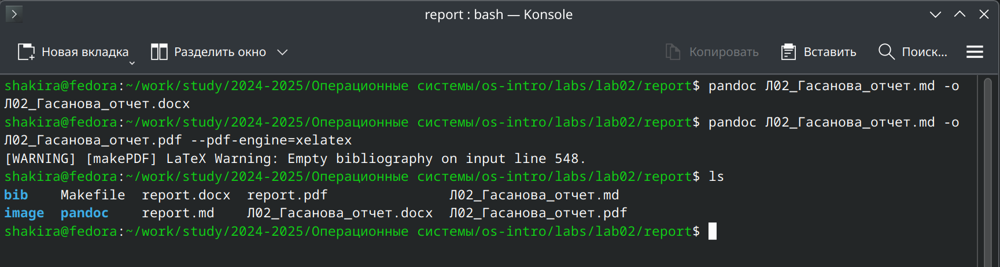 report : bash — Konsole
Новая вкладка Разделить окно Копировать Вставить Поиск...
shakira@fedora:~/work/study/2024-2025/Операционные системы/os-intro/labs/lab02/report$ pandoc Л02_Гасанова_отчет.md -o
Л02_Гасанова_отчет.docx
shakira@fedora:~/work/study/2024-2025/Операционные системы/os-intro/labs/lab02/report$ pandoc Л02_Гасанова_отчет.md -o
Л02_Гасанова_отчет.pdf --pdf-engine=xelatex
[WARNING] [makePDF] LaTeX Warning: Empty bibliography on input line 548.
shakira@fedora:~/work/study/2024-2025/Операционные системы/os-intro/labs/lab02/report$ ls
bib Makefile report.docx report.pdf Л02_Гасанова_отчет.md
image pandoc report.md Л02_Гасанова_отчет.docx Л02_Гасанова_отчет.pdf
shakira@fedora:~/work/study/2024-2025/Операционные системы/os-intro/labs/lab02/report$